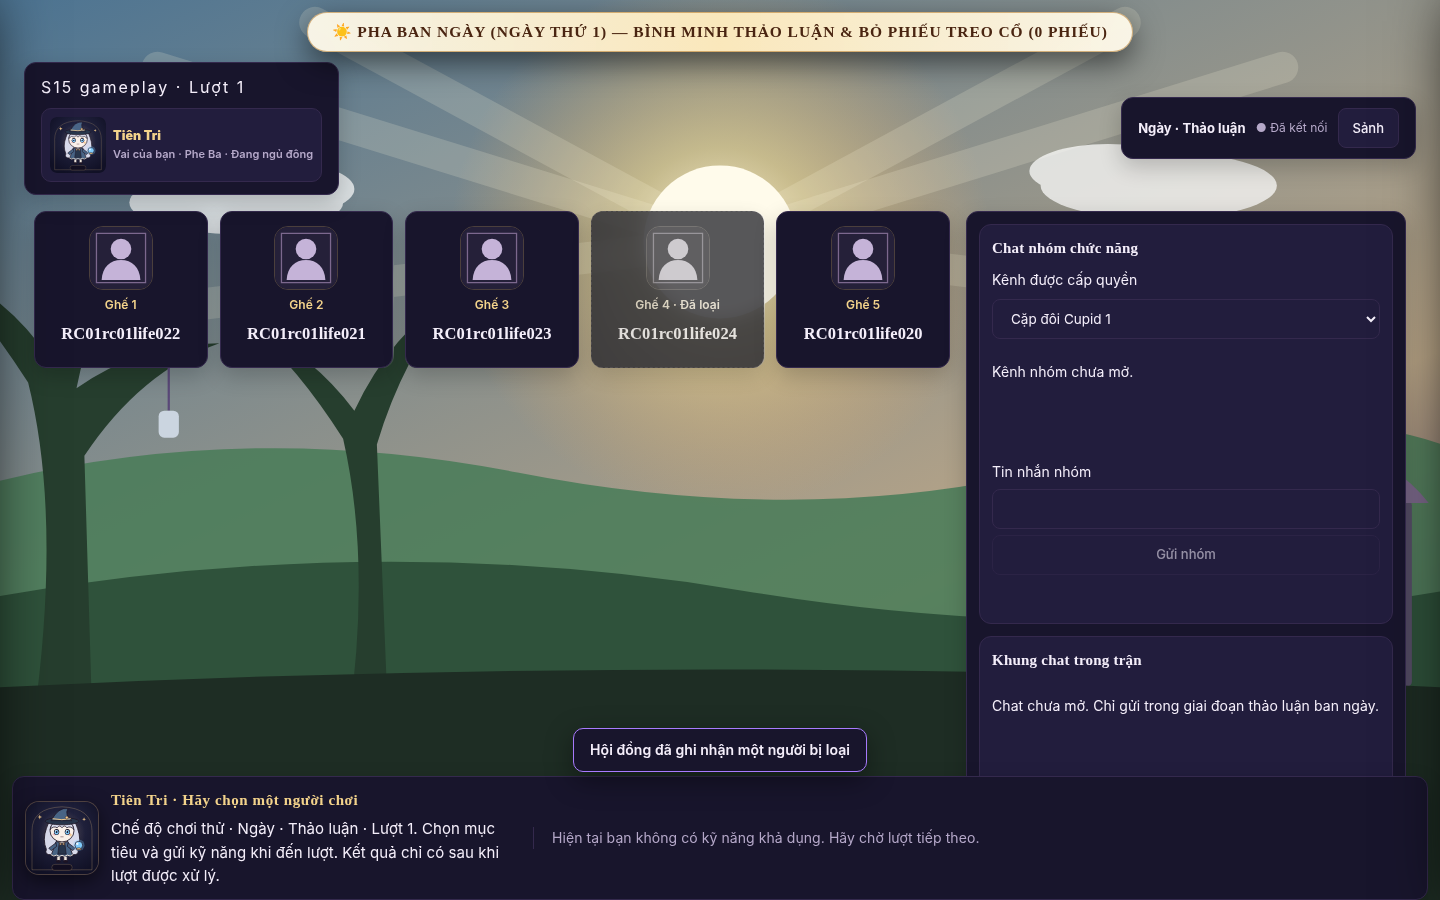 ☀️ PHA BAN NGÀY (NGÀY THỨ 1) — BÌNH MINH THẢO LUẬN & BỎ PHIẾU TREO CỔ (0 PHIẾU)
S15 gameplay · Lượt 1
Tiên Tri
Vai của bạn · Phe Ba · Đang ngủ đông
Ngày · Thảo luận
Đã kết nối
Sảnh
Ghế 1
RC01rc01life022
Ghế 2
RC01rc01life021
Ghế 3
RC01rc01life023
Ghế 4 · Đã loại
RC01rc01life024
Ghế 5
RC01rc01life020
Chat nhóm chức năng
Kênh được cấp quyền
Cặp đôi Cupid 1
Kênh nhóm chưa mở.
Tin nhắn nhóm
Gửi nhóm
Khung chat trong trận
Chat chưa mở. Chỉ gửi trong giai đoạn thảo luận ban ngày.
Hội đồng đã ghi nhận một người bị loại
Tiên Tri · Hãy chọn một người chơi
Chế độ chơi thử · Ngày · Thảo luận · Lượt 1. Chọn mục
tiêu và gửi kỹ năng khi đến lượt. Kết quả chỉ có sau khi
lượt được xử lý.
Hiện tại bạn không có kỹ năng khả dụng. Hãy chờ lượt tiếp theo.